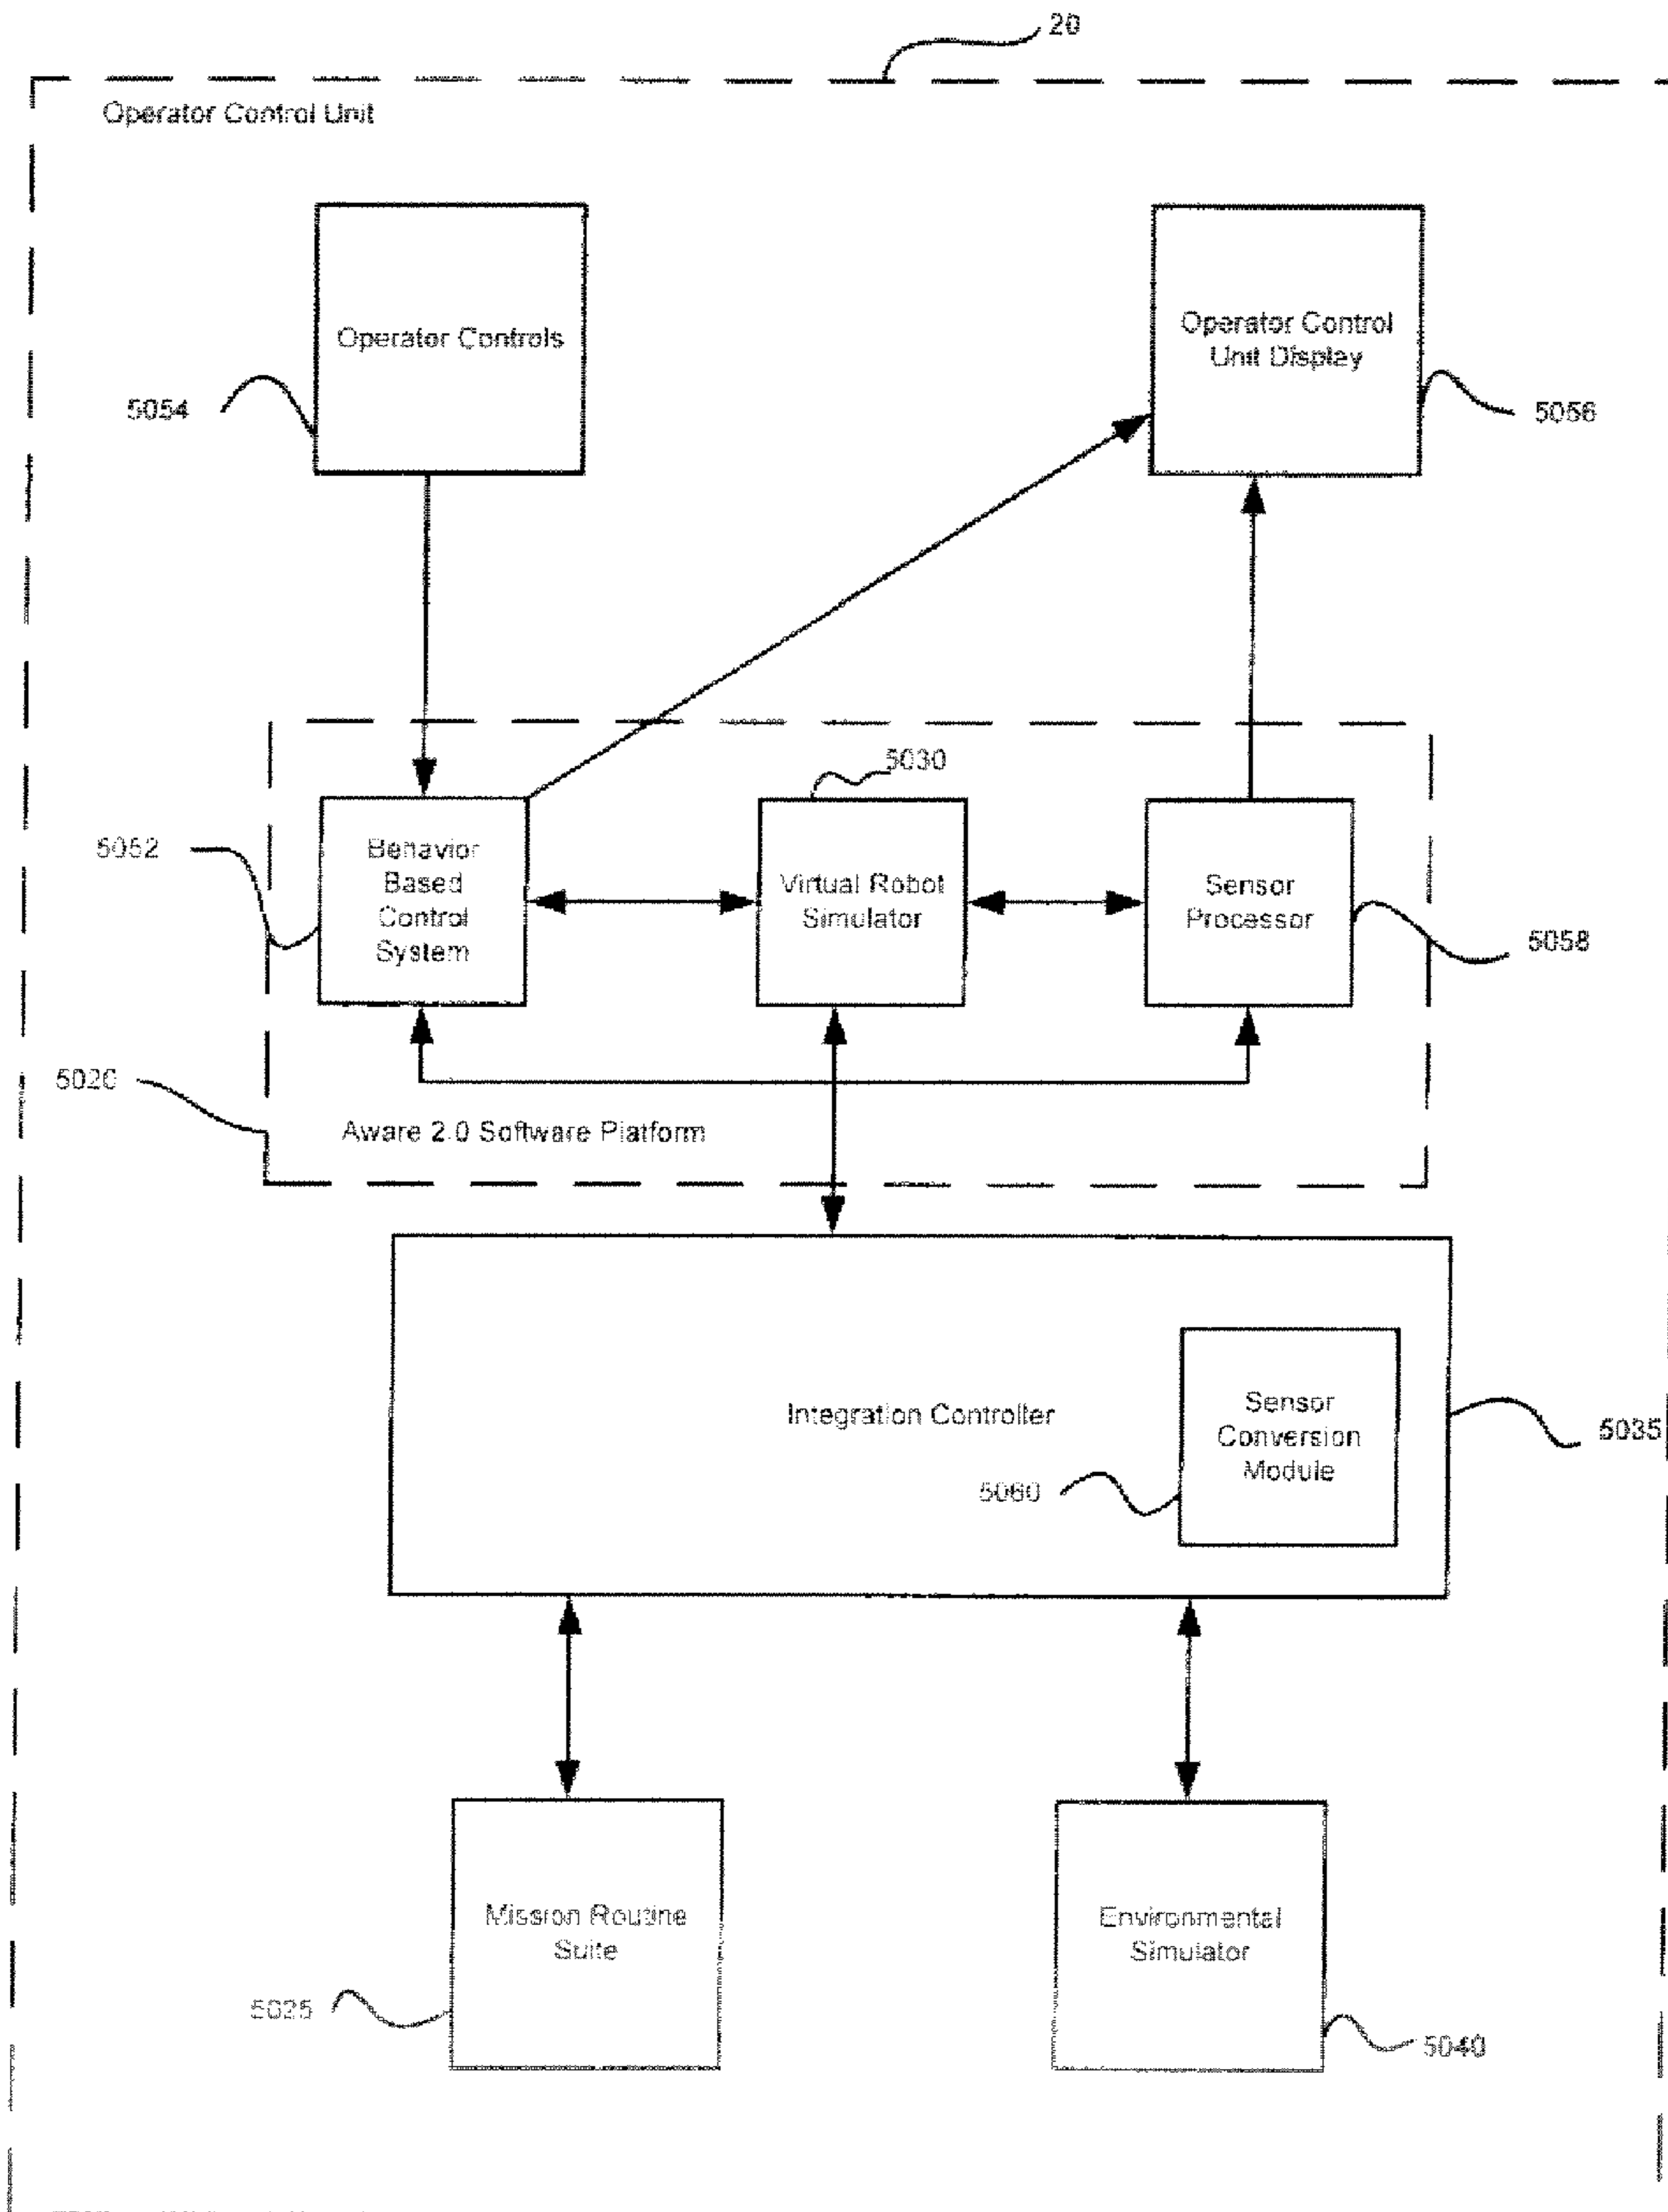 20
Operator Control Unit
Operator Controls
Operator Control
Unit Display
5054
5056
5030
5052
Behavior
Based
Control
System
Virtual Robot
Simulator
Sensor
Processor
5058
5020
Aware 2.0 Software Platform
Integration Controller
Sensor
Conversion
Module
5035
5060
Mission Routine
Suite
Environmental
Simulator
5025
5040